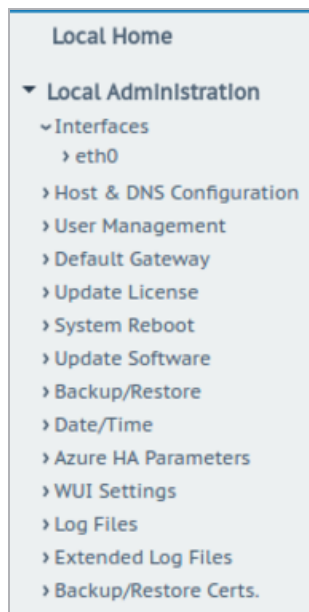 Local Home
Local Administration
Interfaces
eth0
Host & DNS Configuration
User Management
Default Gateway
Update License
System Reboot
Update Software
Backup/Restore
Date/Time
Azure HA Parameters
WUI Settings
Log Files
Extended Log Files
Backup/Restore Certs.